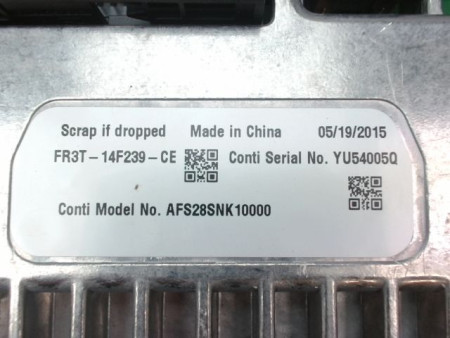 Scrap if dropped Made in China 05/19/2015
FR3T-14F239-CE Conti Serial No. YU54005Q
Conti Model No. AFS28SNK10000